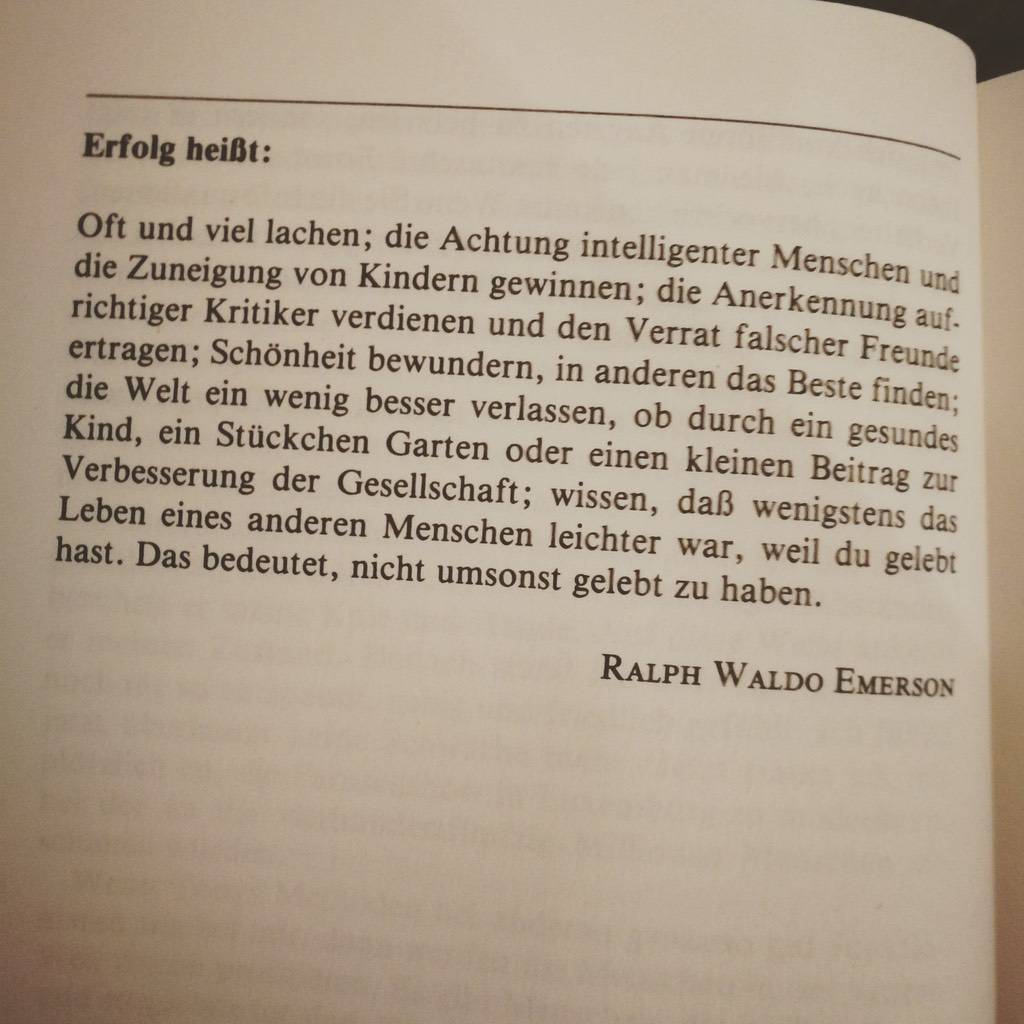 Erfolg heißt:
Oft und viel lachen; die Achtung intelligenter Menschen und
die Zuneigung von Kindern gewinnen; die Anerkennung auf-
richtiger Kritiker verdienen und den Verrat falscher Freunde
ertragen; Schönheit bewundern, in anderen das Beste finden;
die Welt ein wenig besser verlassen, ob durch ein gesundes
Kind, ein Stückchen Garten oder einen kleinen Beitrag zur
Verbesserung der Gesellschaft; wissen, daß wenigstens das
Leben eines anderen Menschen leichter war, weil du gelebt
hast. Das bedeutet, nicht umsonst gelebt zu haben.
RALPH WALDO EMERSON